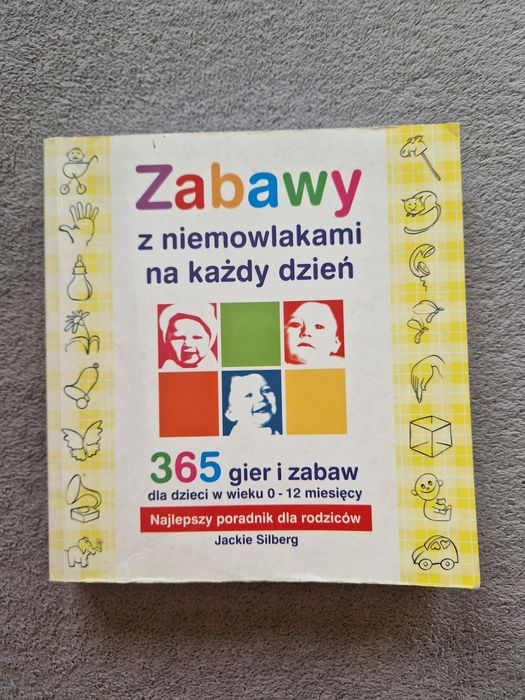 Zabawy
z niemowlakami
na każdy dzień
365 gier i zabaw
dla dzieci w wieku 0 - 12 miesięcy
Najlepszy poradnik dla rodziców
Jackie Silberg